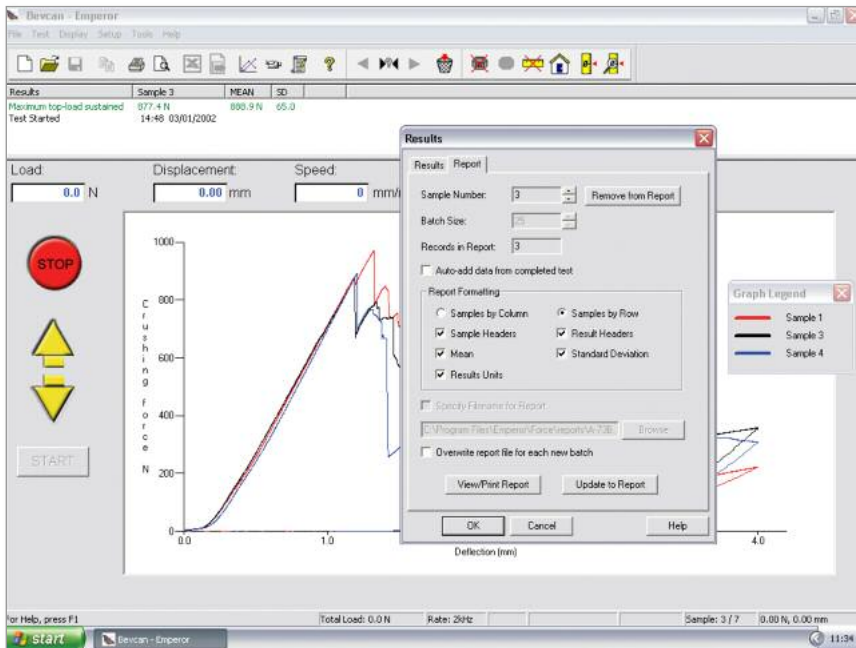 Bevcan - Emperor
File Test Display Setup Tools Help
Results Sample 3 MEAN SD
Maximum top-load sustained 877.4 N 888.9 N 65.0
Test Started 14:48 03/01/2002
Load: Displacement: Speed:
0.0 N 0.00 mm 0 mm/
STOP
START
Crushing force N
1000
800
600
400
200
0
0.0 1.0 4.0
Deflection (mm)
Results
Results Report
Sample Number: 3 Remove from Report
Batch Size: 25
Records in Report: 3
Auto-add data from completed test
Report Formatting
Samples by Column Samples by Row
Sample Headers Result Headers
Mean Standard Deviation
Results Units
Specify Filename for Report
C:\Program Files\Emperor\Force\reports\A-736 Browse
Overwrite report file for each new batch
View/Print Report Update to Report
OK Cancel Help
Graph Legend
Sample 1
Sample 3
Sample 4
For Help, press F1 Total Load: 0.0 N Rate: 2kHz Sample: 3 / 7 0.00 N, 0.00 mm
start Bevcan - Emperor 11:34